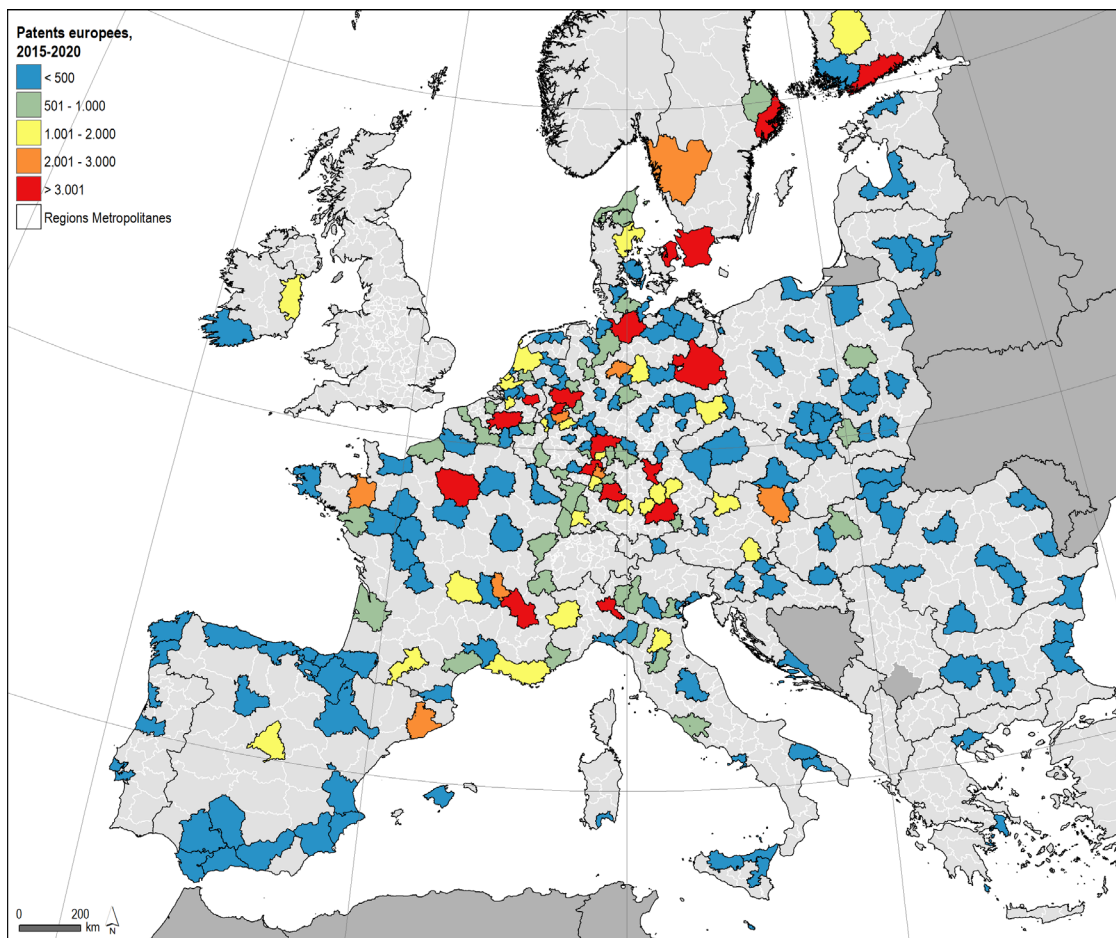 Patents europees,
2015-2020
< 500
501 - 1.000
1.001 - 2.000
2.001 - 3.000
> 3.001
Regions Metropolitanes
0 200
km
N